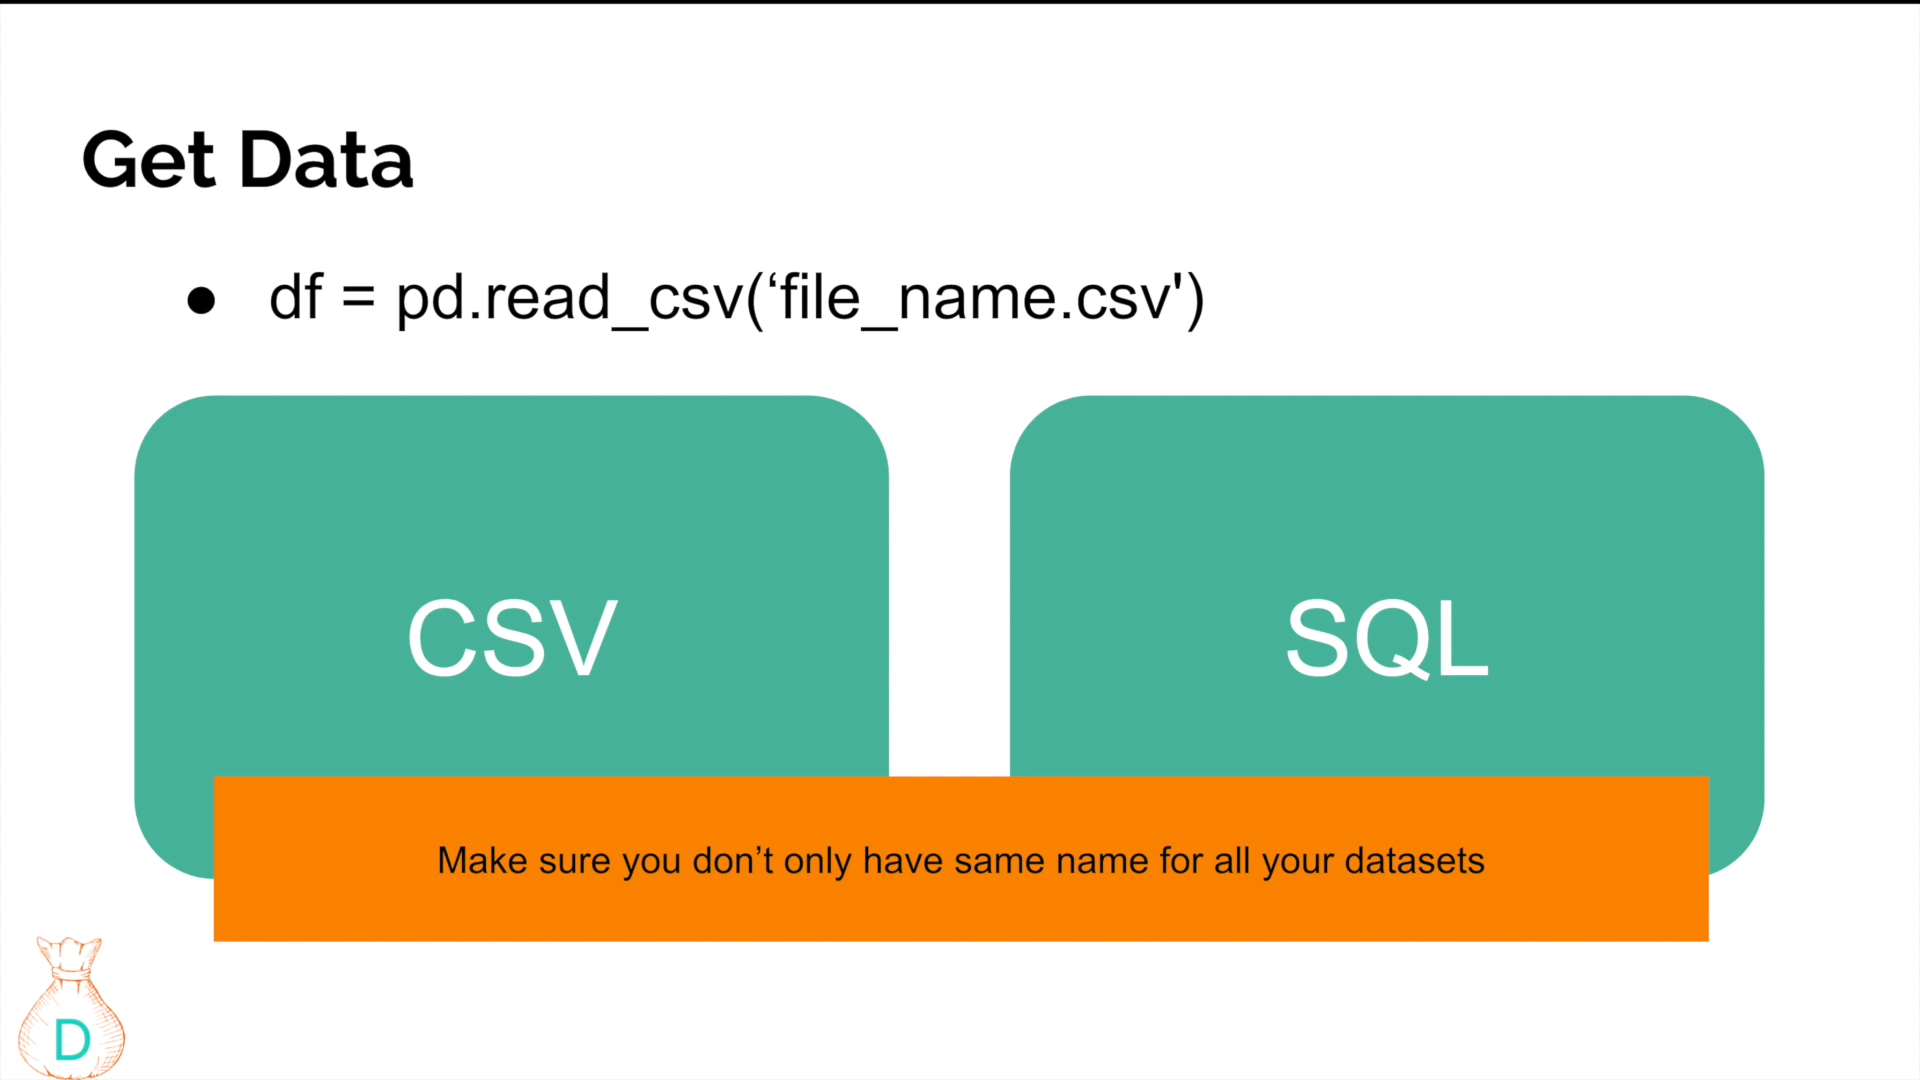 Get Data
● df = pd.read_csv(‘file_name.csv')
CSV
SQL
Make sure you don’t only have same name for all your datasets
D